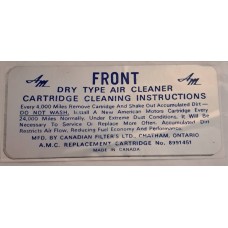 AM FRONT AM
DRY TYPE AIR CLEANER
CARTRIDGE CLEANING INSTRUCTIONS
Every 4,000 Miles Remove Cartridge And Shake Out Accumulated Dirt —
DO NOT WASH. Install A New American Motors Cartridge Every
24,000 Miles Normally. Under Extreme Dust Conditions, It Will Be
Necessary To Service Or Replace More Often. Accumulated Dirt
Restricts Air Flow, Reducing Fuel Economy And Performance.
MFG. BY CANADIAN FILTER'S LTD., CHATHAM, ONTARIO
A.M.C. REPLACEMENT CARTRIDGE No. 8991451
MADE IN CANADA